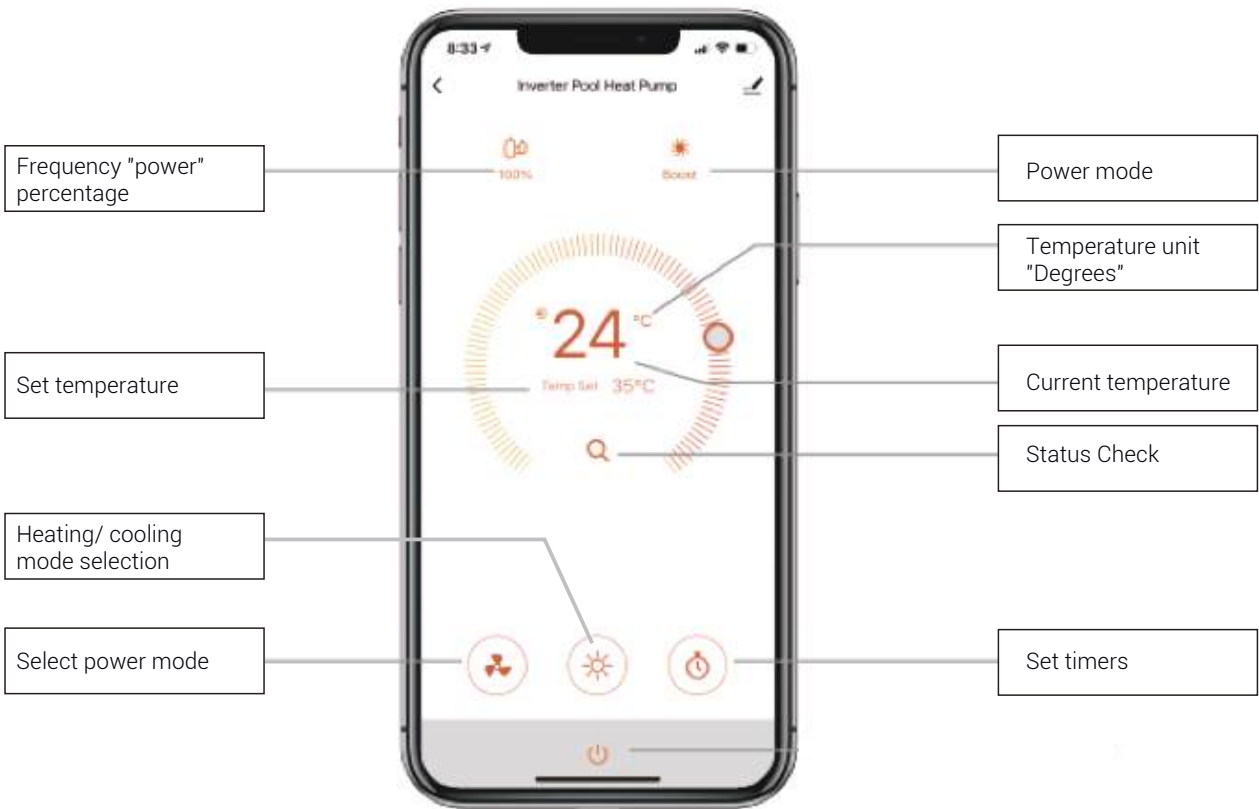 8:33
Inverter Pool Heat Pump
Frequency "power"
percentage
100%
Boost
Power mode
Temperature unit
"Degrees"
24 °C
Set temperature
Temp Set 35°C
Current temperature
Status Check
Heating/ cooling
mode selection
Select power mode
Set timers